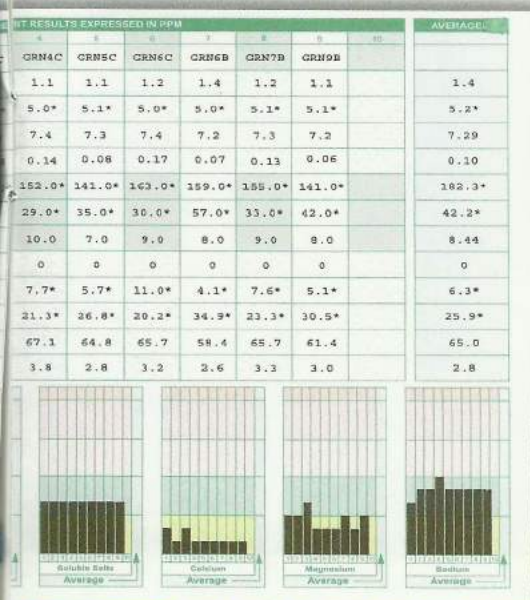 NT RESULTS EXPRESSED IN PPM AVERAGE
4 5 6 7 8 9 10
GRN4C GRN5C GRN6C GRN6B GRN7B GRN9B
1.1 1.1 1.2 1.4 1.2 1.1 1.4
5.0* 5.1* 5.0* 5.0* 5.1* 5.1* 5.2*
7.4 7.3 7.4 7.2 7.3 7.2 7.29
0.14 0.08 0.17 0.07 0.13 0.06 0.10
152.0* 141.0* 163.0* 159.0* 155.0* 141.0* 182.3*
29.0* 35.0* 30.0* 57.0* 33.0* 42.0* 42.2*
10.0 7.0 9.0 8.0 9.0 8.0 8.44
0 0 0 0 0 0 0
7.7* 5.7* 11.0* 4.1* 7.6* 5.1* 6.3*
21.3* 26.8* 20.2* 34.9* 23.3* 30.5* 25.9*
67.1 64.8 65.7 58.4 65.7 61.4 65.0
3.8 2.8 3.2 2.6 3.3 3.0 2.8
Soluble Salts Calcium Magnesium Sodium
Average Average Average Average